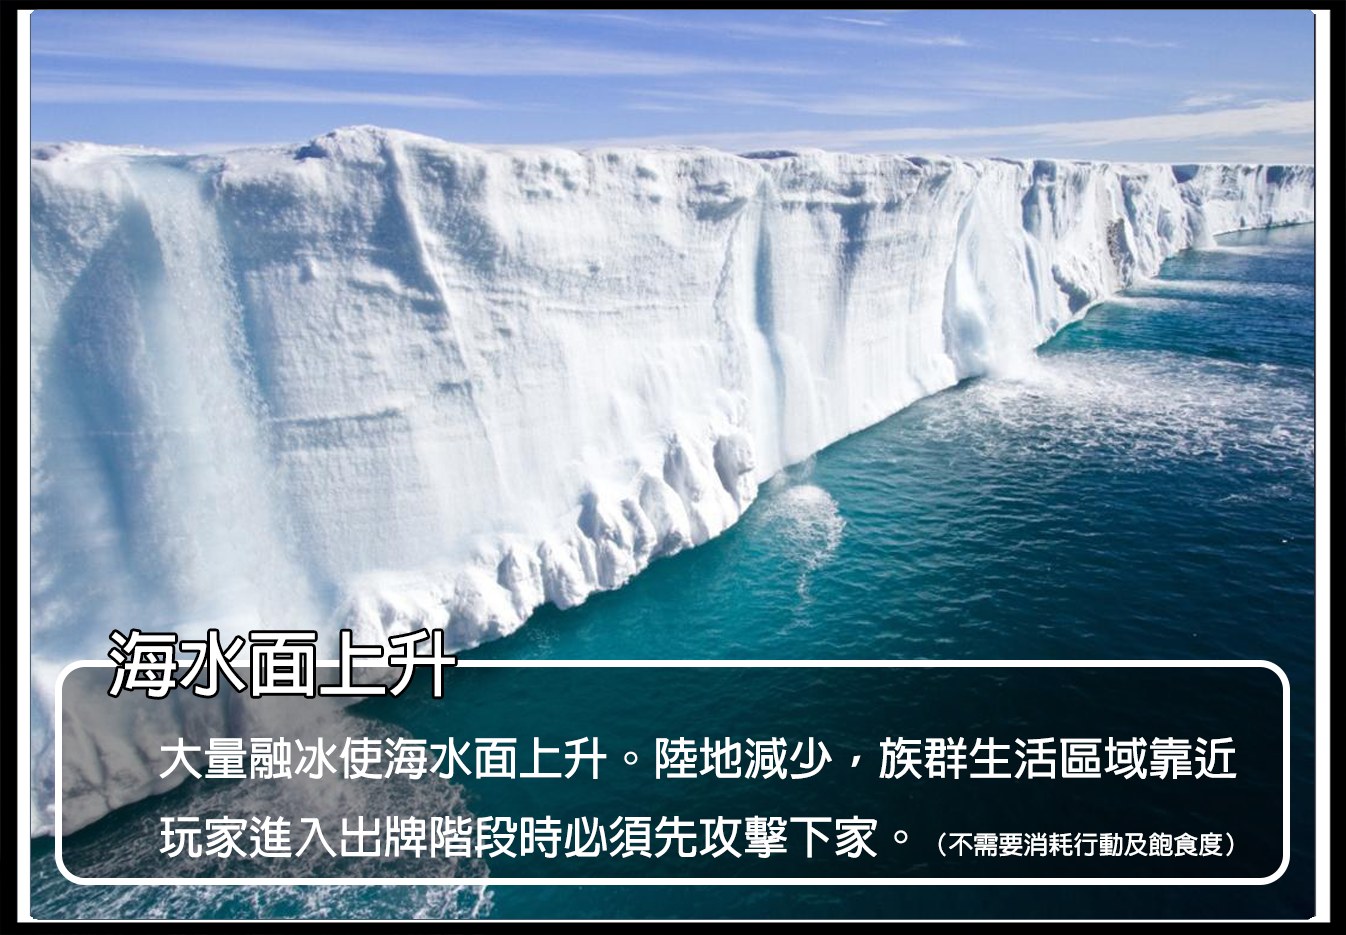 海水面上升
大量融冰使海水面上升。陸地減少，族群生活區域靠近
玩家進入出牌階段時必須先攻擊下家。（不需要消耗行動及飽食度）